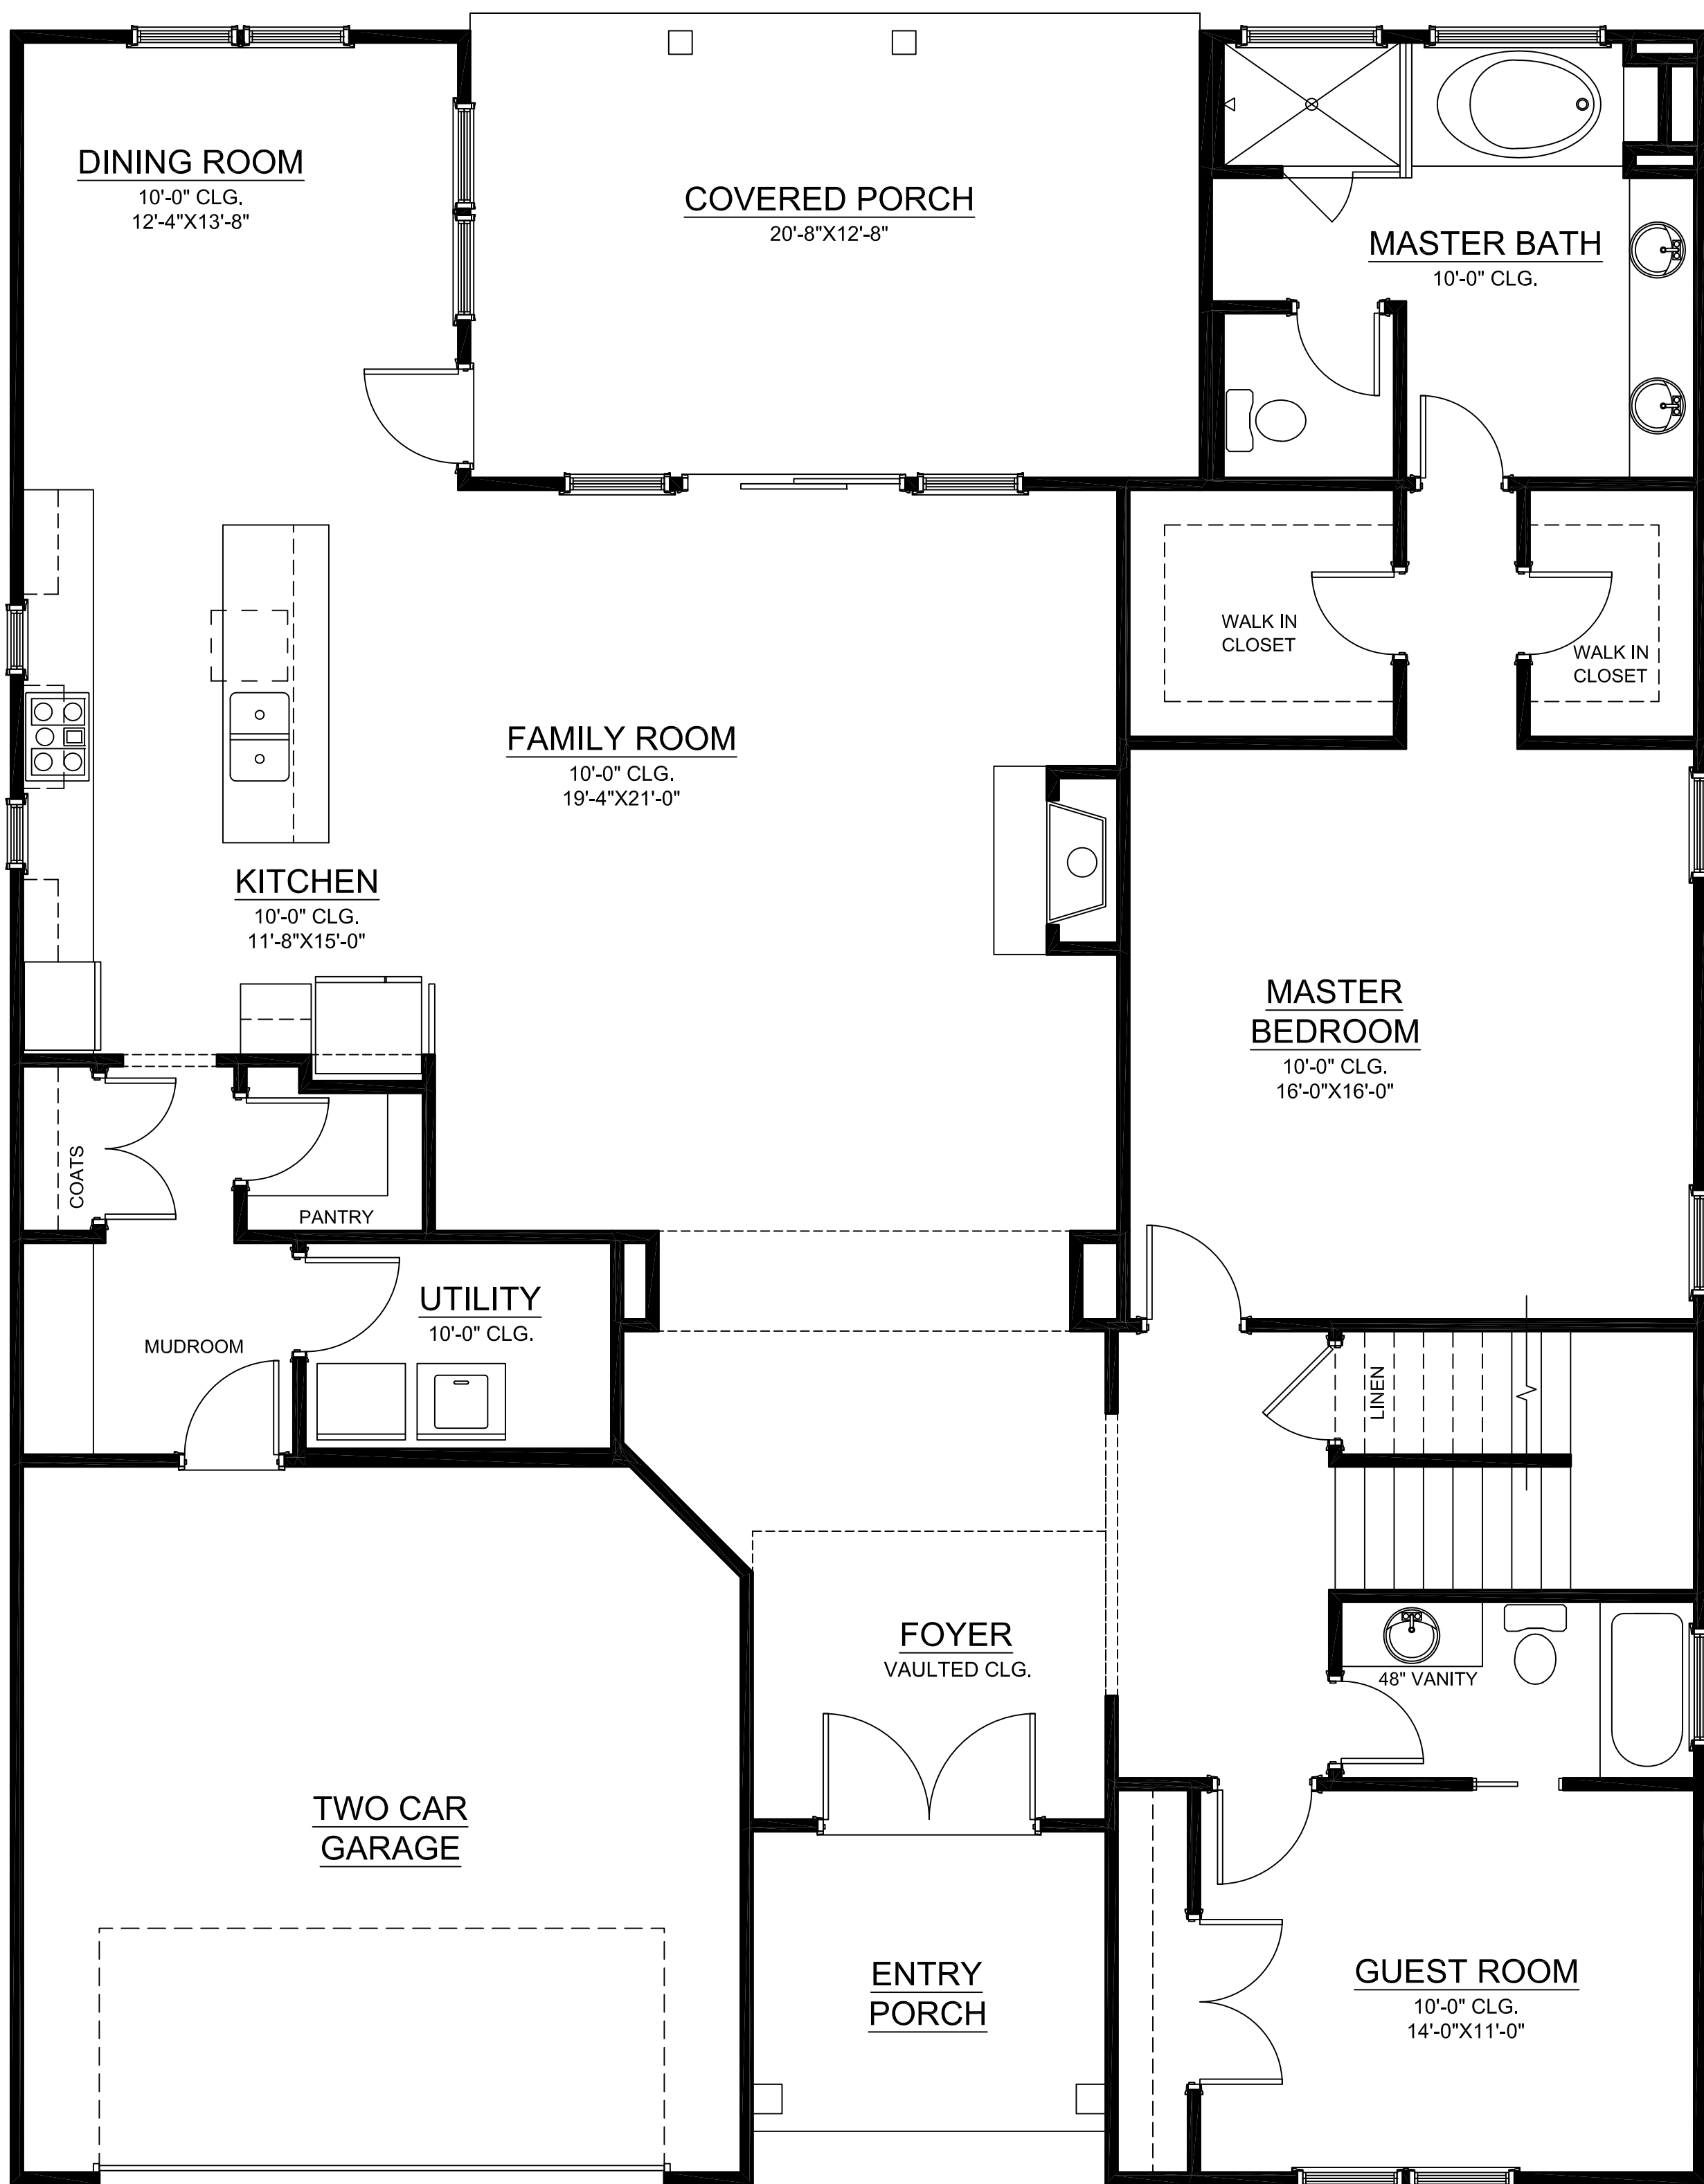 DINING ROOM
10'-0" CLG.
12'-4"X13'-8"
COVERED PORCH
20'-8"X12'-8"
MASTER BATH
10'-0" CLG.
WALK IN
CLOSET
WALK IN
CLOSET
FAMILY ROOM
10'-0" CLG.
19'-4"X21'-0"
KITCHEN
10'-0" CLG.
11'-8"X15'-0"
MASTER
BEDROOM
10'-0" CLG.
16'-0"X16'-0"
COATS
PANTRY
UTILITY
10'-0" CLG.
MUDROOM
LINEN
FOYER
VAULTED CLG.
48" VANITY
TWO CAR
GARAGE
ENTRY
PORCH
GUEST ROOM
10'-0" CLG.
14'-0"X11'-0"